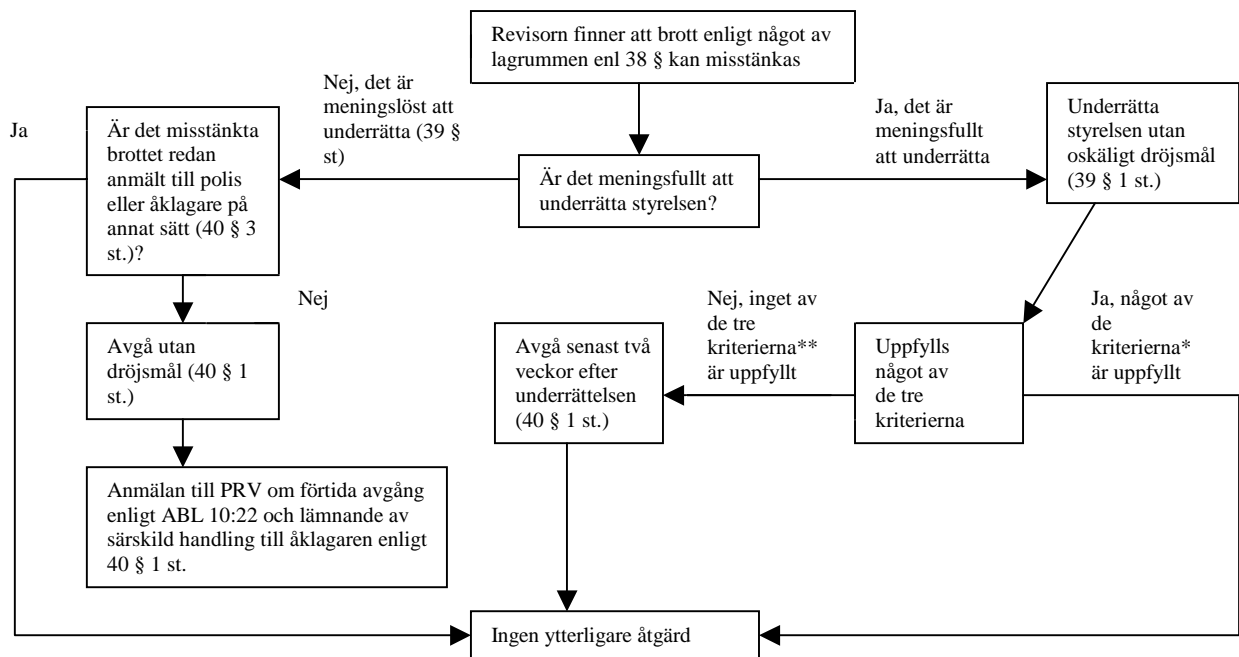 Revisorn finner att brott enligt något av
lagrummen enl 38 § kan misstänkas
Nej, det är
meningslöst att
underrätta (39 §
st)
Ja, det är
meningsfullt
att underrätta
Ja
Är det misstänkta
brottet redan
anmält till polis
eller åklagare på
annat sätt (40 § 3
st.)?
Är det meningsfullt att
underrätta styrelsen?
Underrätta
styrelsen utan
oskäligt dröjsmål
(39 § 1 st.)
Nej
Nej, inget av
de tre
kriterierna**
är uppfyllt
Ja, något av
de
kriterierna*
är uppfyllt
Avgå utan
dröjsmål (40 § 1
st.)
Avgå senast två
veckor efter
underrättelsen
(40 § 1 st.)
Uppfylls
något av
de tre
kriterierna
Anmälan till PRV om förtida avgång
enligt ABL 10:22 och lämnande av
särskild handling till åklagaren enligt
40 § 1 st.
Ingen ytterligare åtgärd